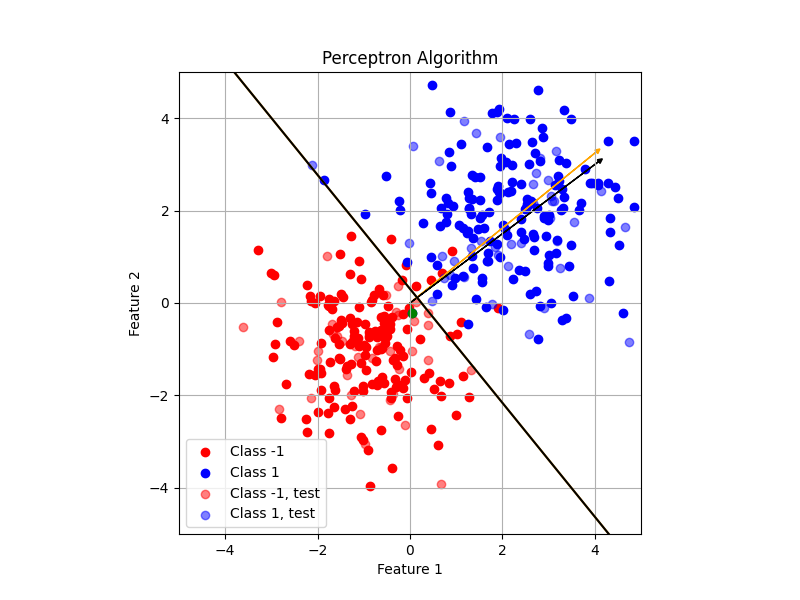 Perceptron Algorithm
Feature 2
4
2
0
−2
−4
Class -1
Class 1
Class -1, test
Class 1, test
−4 −2 0 2 4
Feature 1